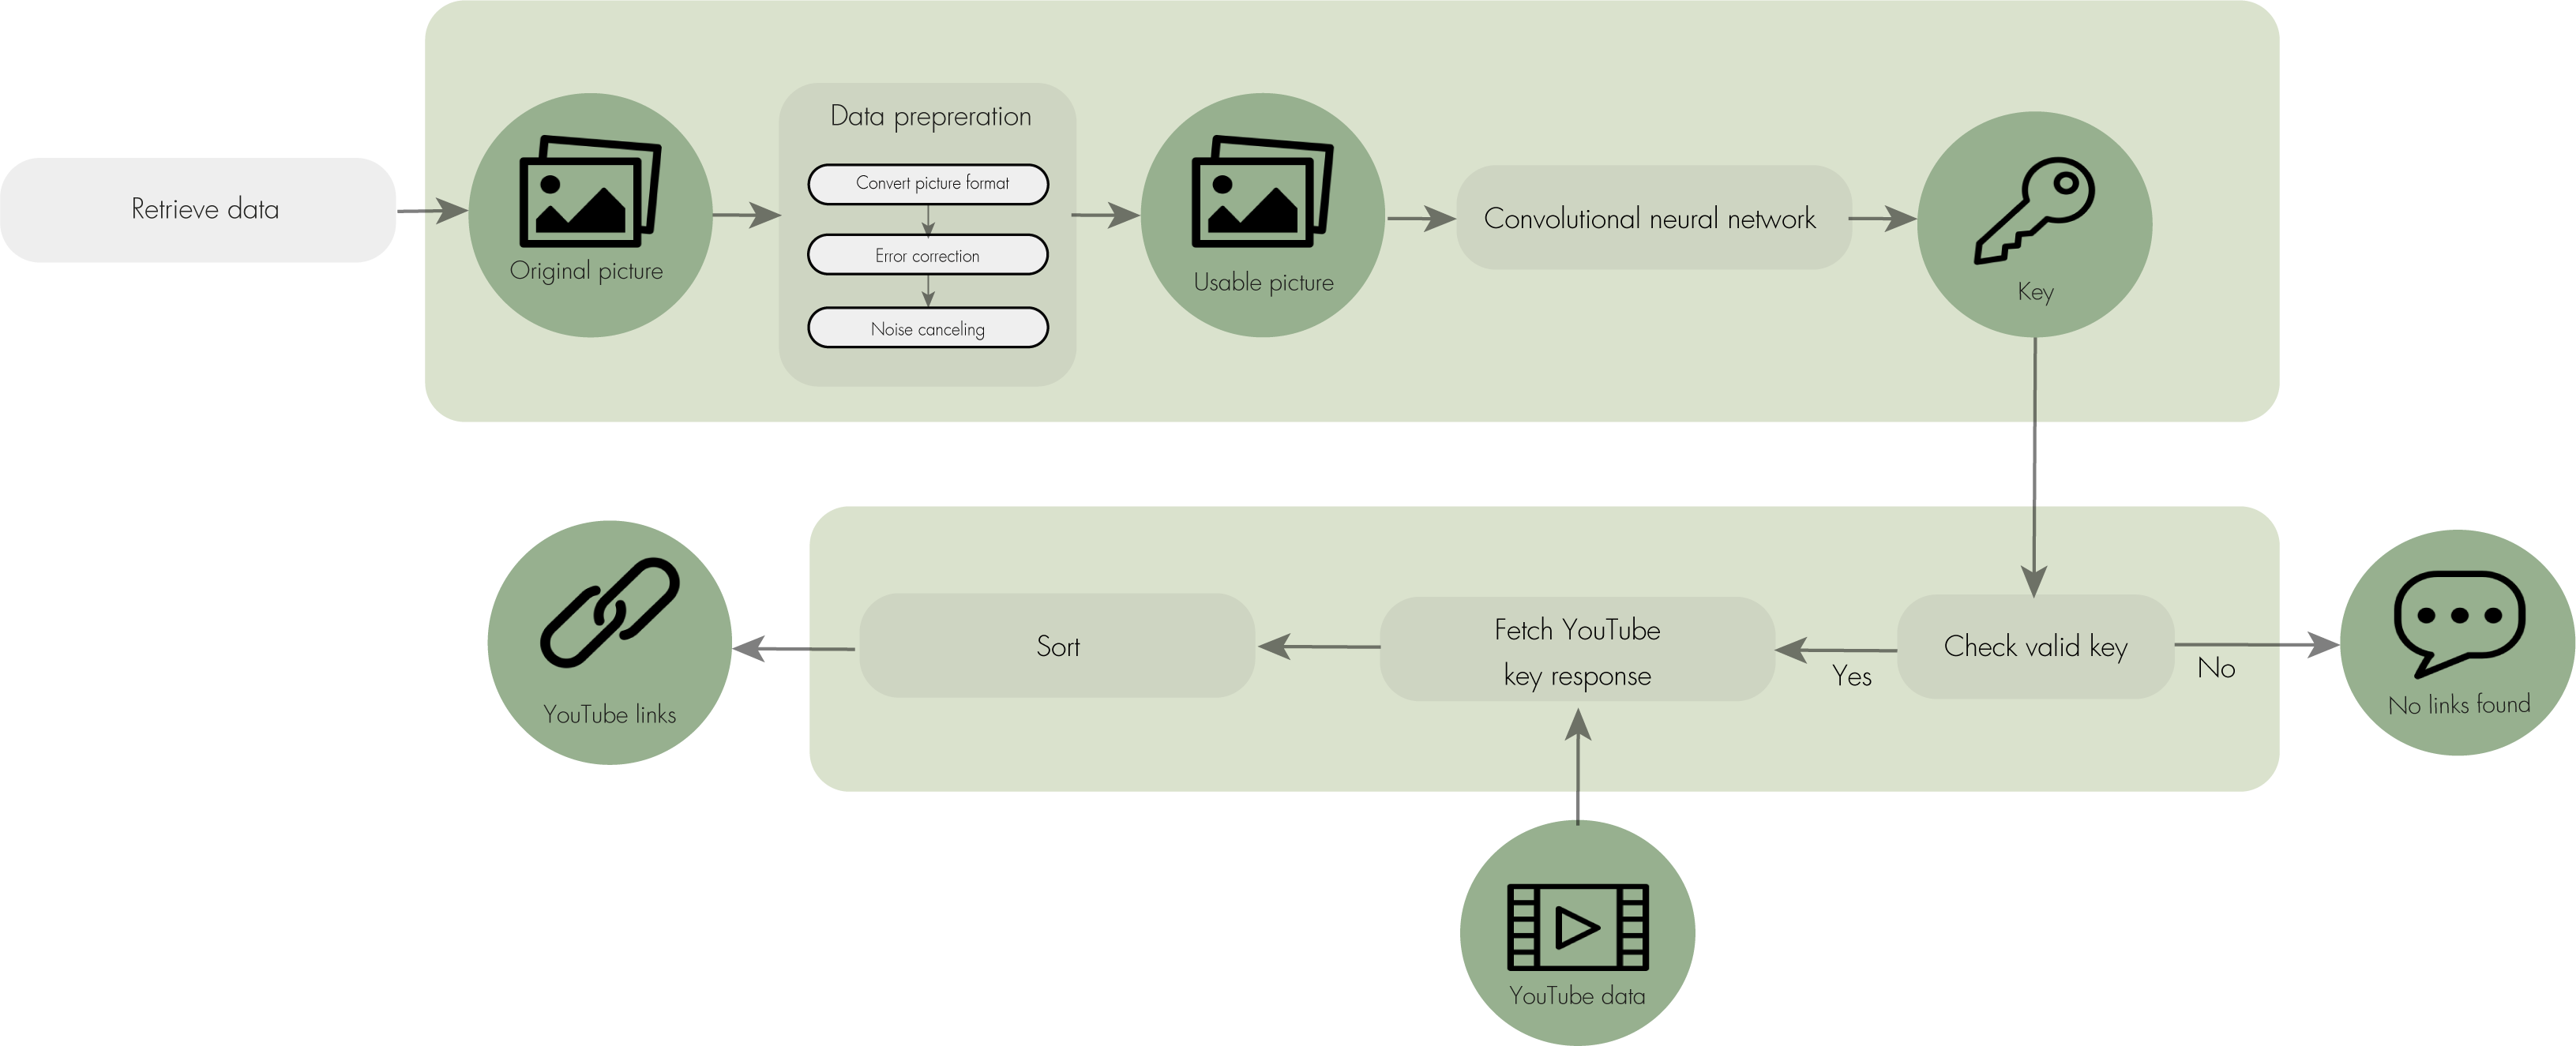 Retrieve data
Original picture
Data prepreration
Convert picture format
Error correction
Noise canceling
Usable picture
Convolutional neural network
Key
YouTube links
Sort
Fetch YouTube
key response
Yes
Check valid key
No
No links found
YouTube data